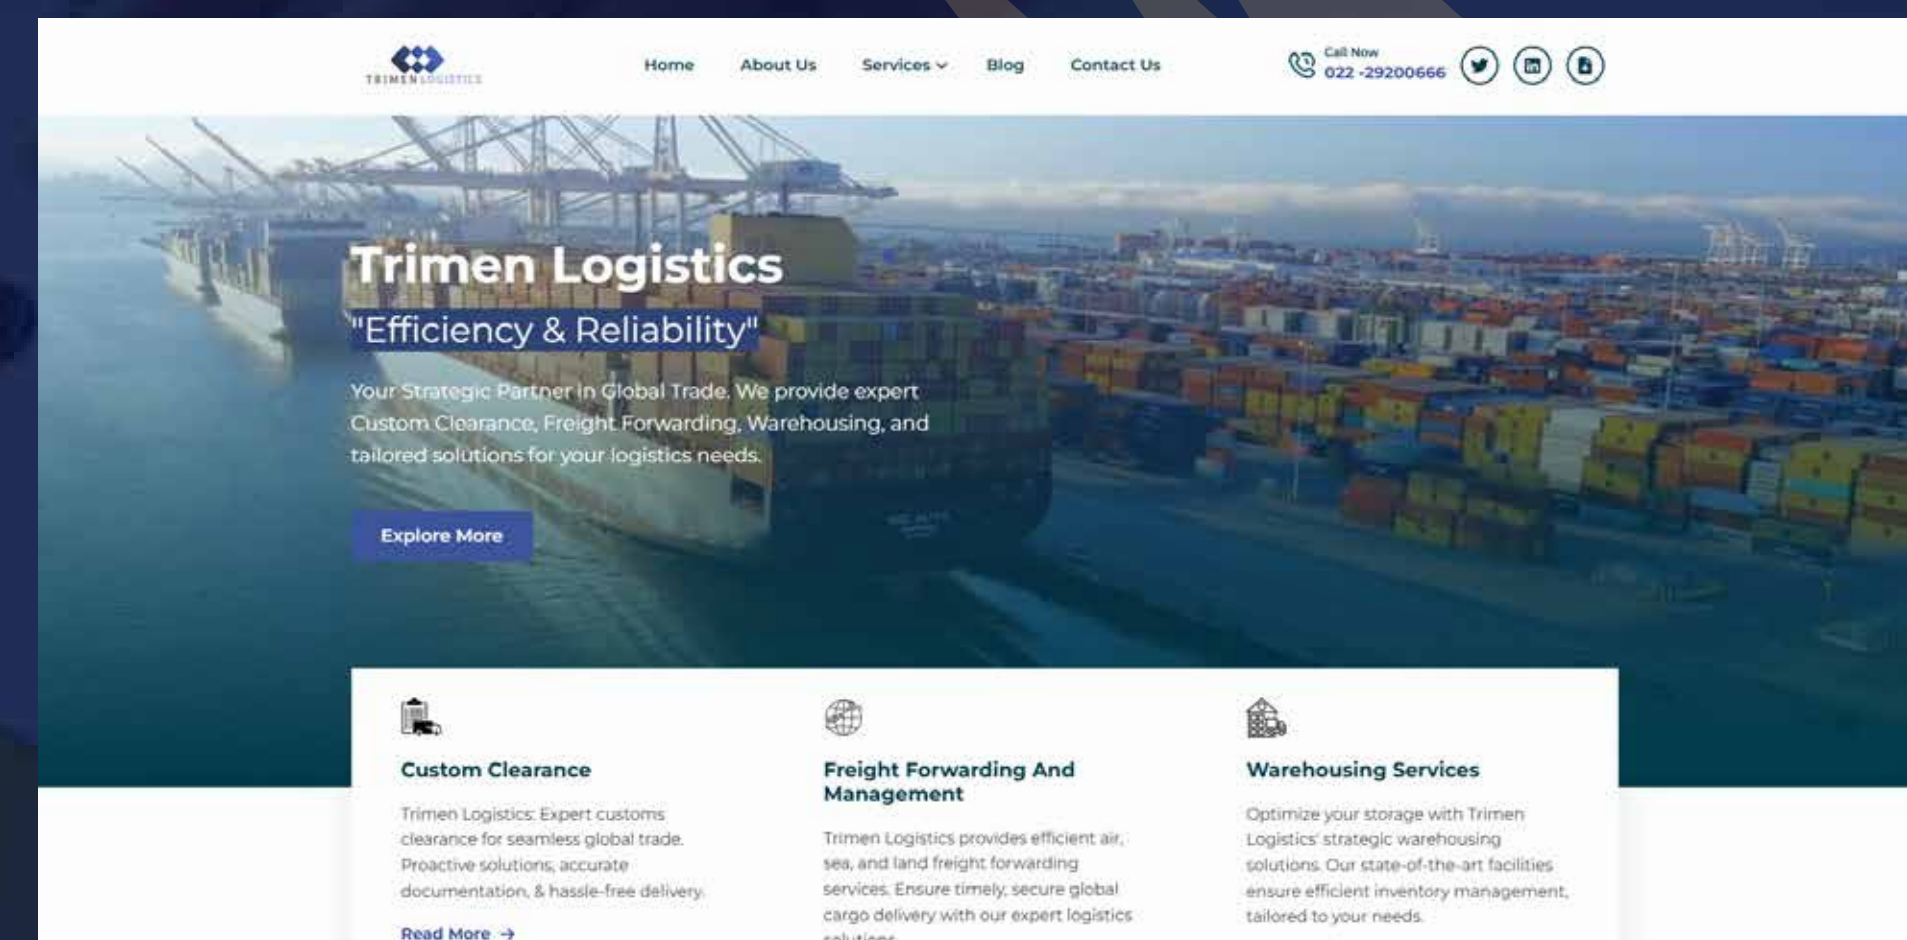 TRIMEN LOGISTICS
Home
About Us
Services
Blog
Contact Us
Call Now
022 -29200666
Trimen Logistics
"Efficiency & Reliability"
Your Strategic Partner in Global Trade. We provide expert
Custom Clearance, Freight Forwarding, Warehousing, and
tailored solutions for your logistics needs.
Explore More
Custom Clearance
Trimen Logistics: Expert customs
clearance for seamless global trade.
Proactive solutions, accurate
documentation, & hassle-free delivery.
Read More →
Freight Forwarding And
Management
Trimen Logistics provides efficient air,
sea, and land freight forwarding
services. Ensure timely, secure global
cargo delivery with our expert logistics
solutions.
Warehousing Services
Optimize your storage with Trimen
Logistics' strategic warehousing
solutions. Our state-of-the-art facilities
ensure efficient inventory management,
tailored to your needs.